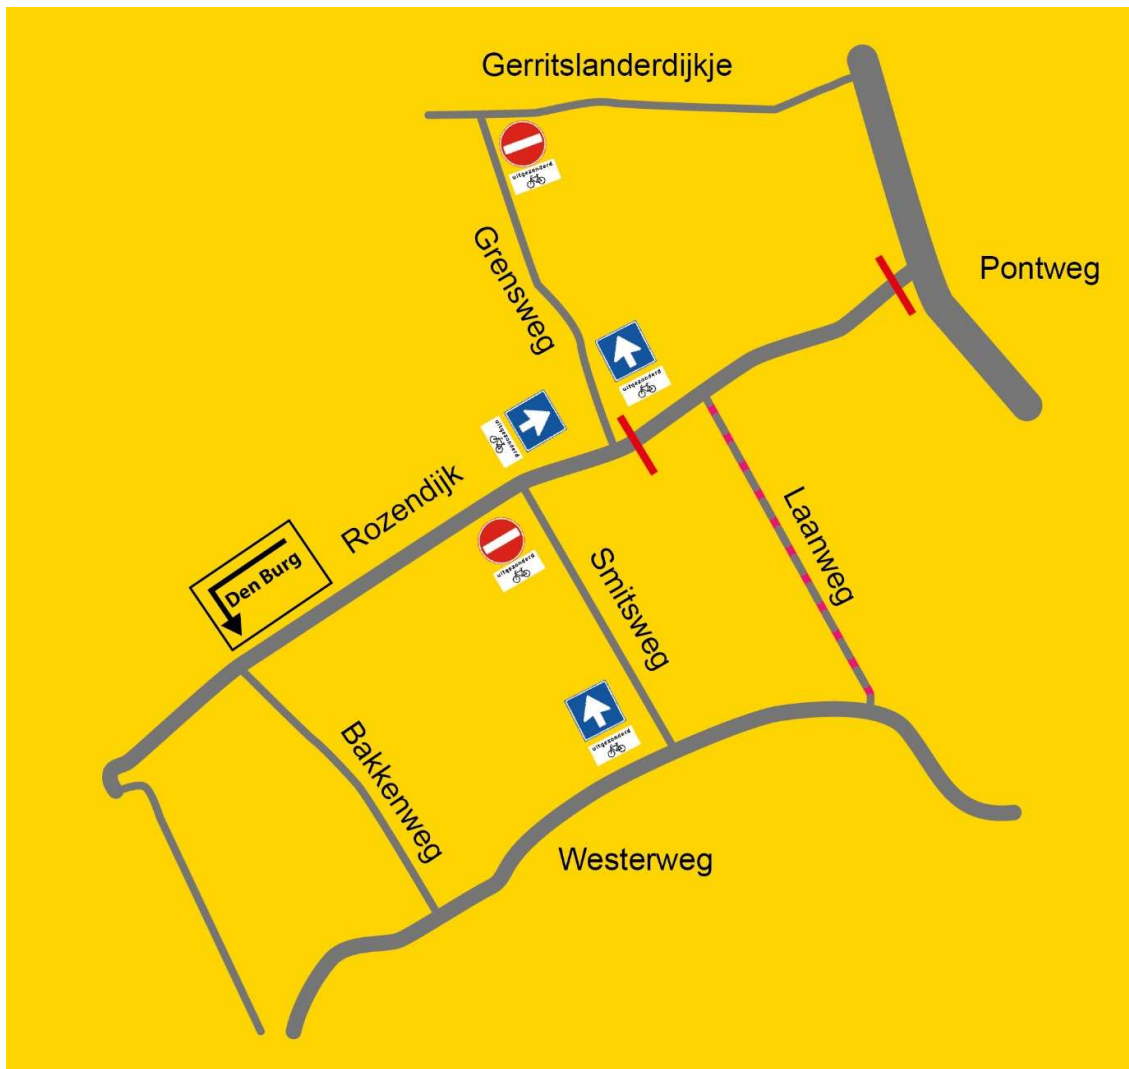 Gerritslanderdijkje
uitgezonderd
Grensweg
Pontweg
uitgezonderd
uitgezonderd
Rozendijk
Laanweg
Den Burg
uitgezonderd
Smitsweg
uitgezonderd
Bakkenweg
Westerweg